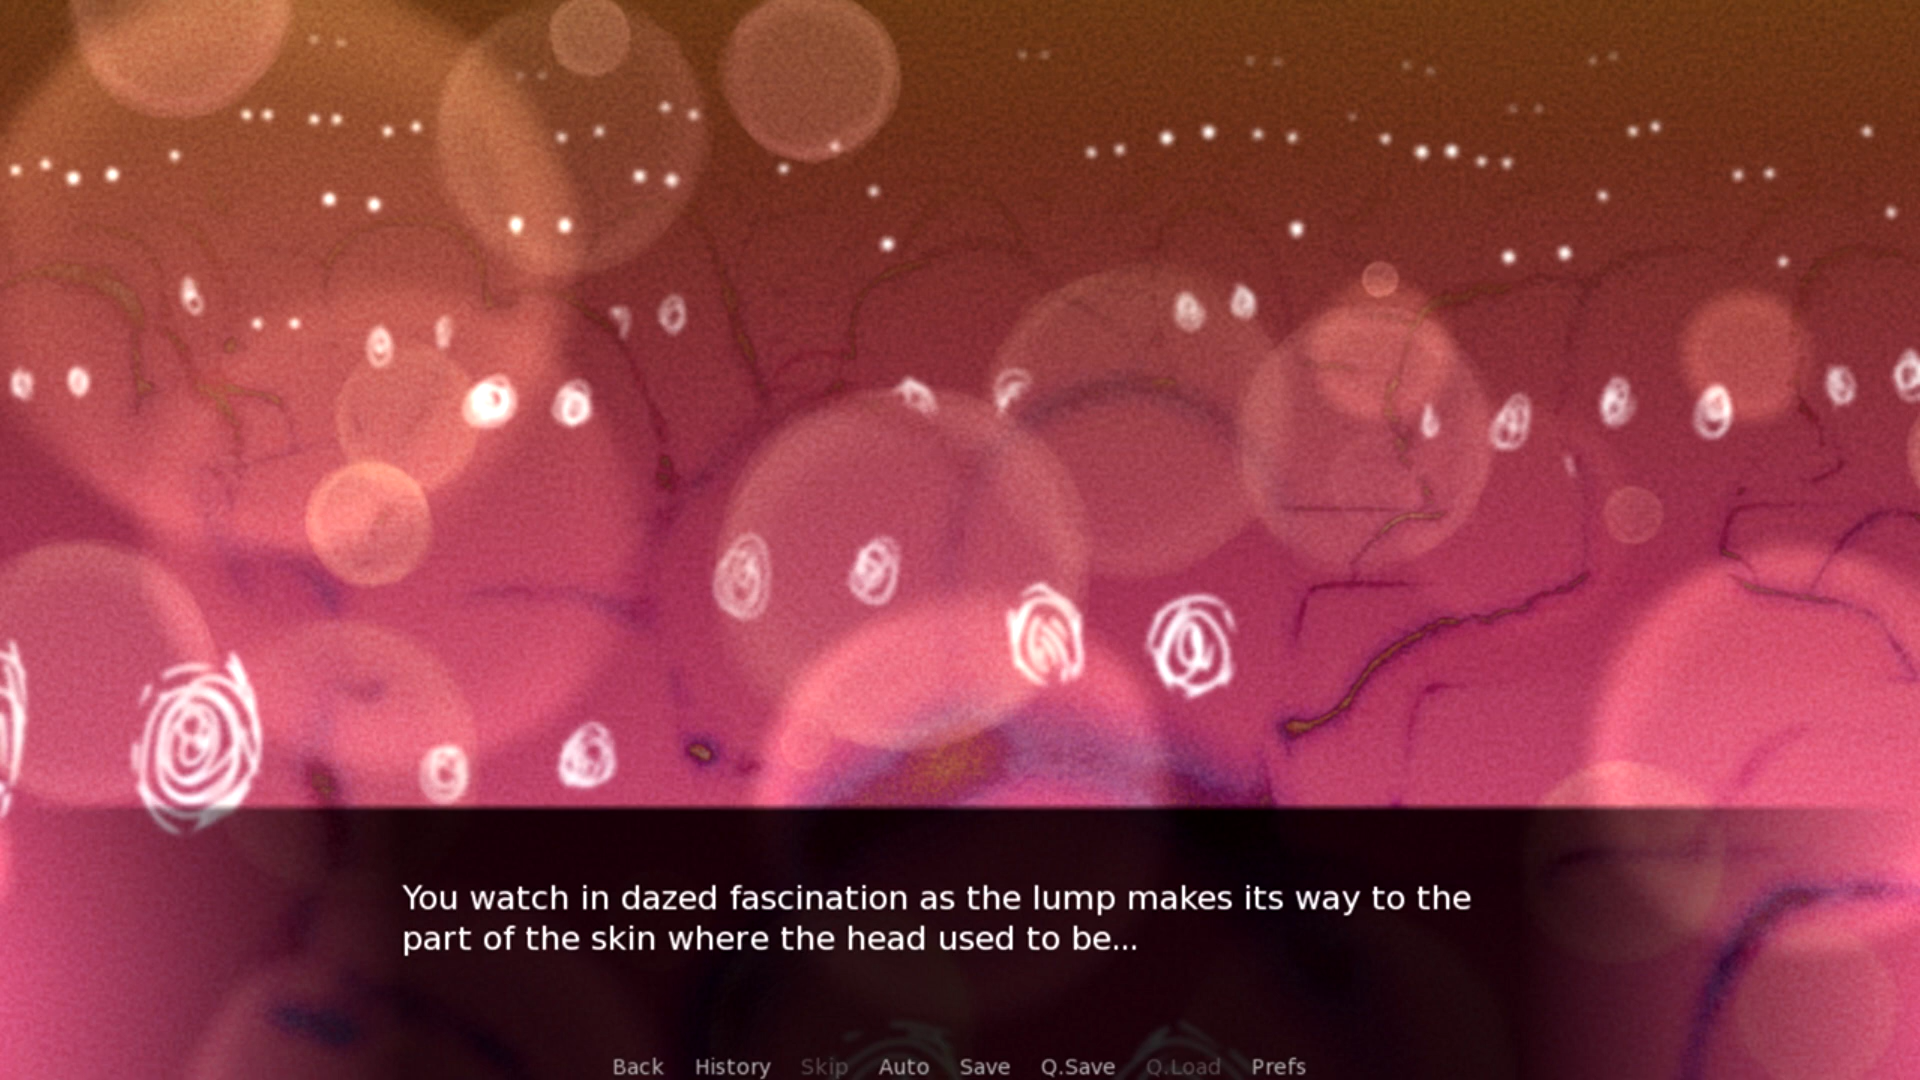 You watch in dazed fascination as the lump makes its way to the
part of the skin where the head used to be...
Back History Skip Auto Save Q.Save Q.Load Prefs